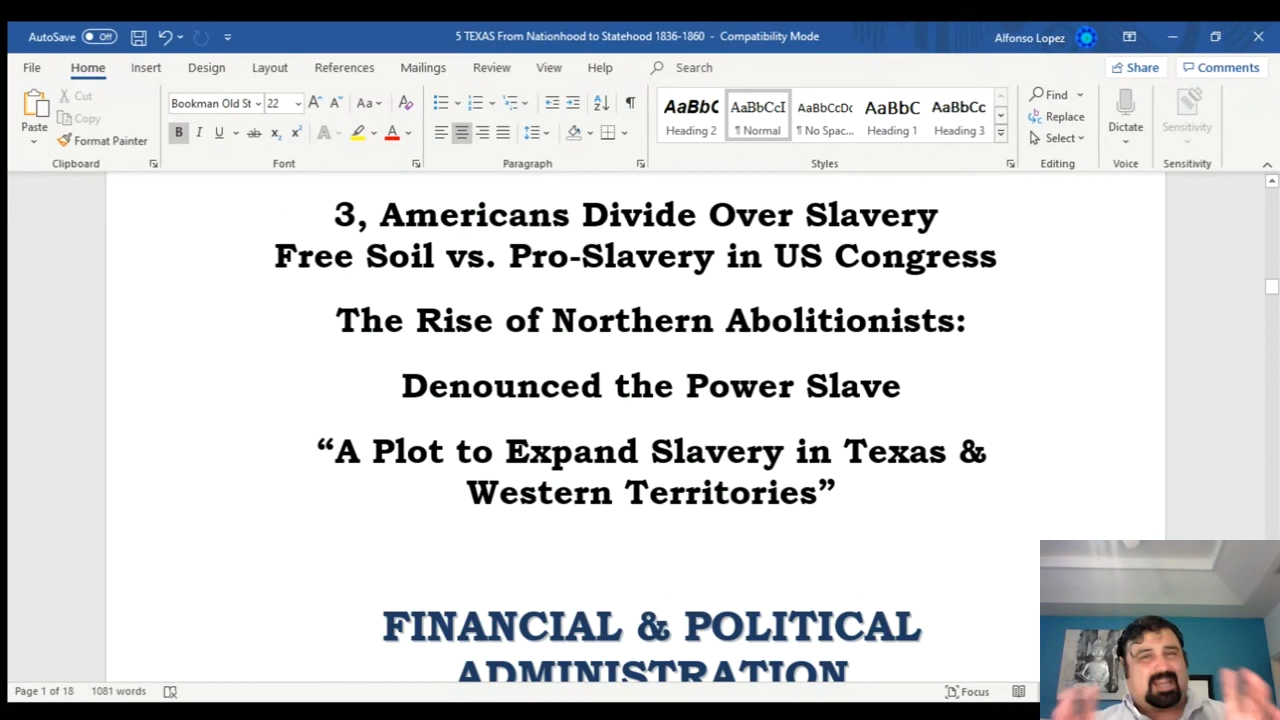 AutoSave Off 5 TEXAS From Nationhood to Statehood 1836-1860 - Compatibility Mode Alfonso Lopez
File Home Insert Design Layout References Mailings Review View Help Search Share Comments
Paste Cut Copy Format Painter
Clipboard
Bookman Old St 22 Aa
B I U ab x₂ x² A A
Font
Paragraph
AaBbC Heading 2 AaBbCcI ¶ Normal AaBbCcDc ¶ No Spac... AaBbC Heading 1 AaBbCc Heading 3
Styles
Find Replace Select
Editing
Dictate
Voice
Sensitivity
Sensitivity
3, Americans Divide Over Slavery
Free Soil vs. Pro-Slavery in US Congress
The Rise of Northern Abolitionists:
Denounced the Power Slave
“A Plot to Expand Slavery in Texas &
Western Territories”
FINANCIAL & POLITICAL
ADMINISTRATION
Page 1 of 18 1081 words Focus